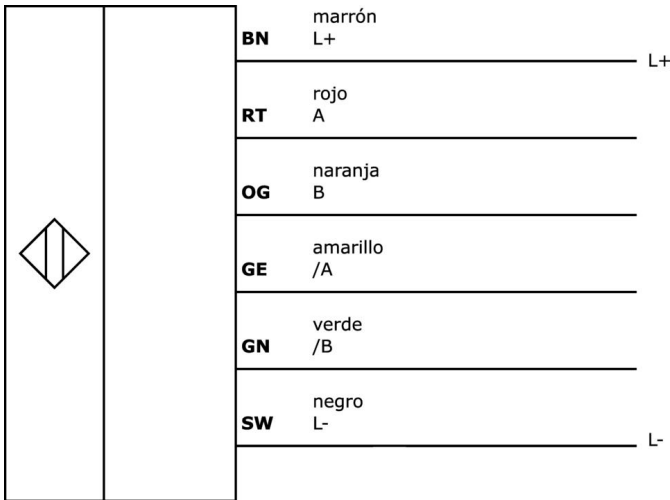 marrón
BN L+
L+
rojo
RT A
naranja
OG B
amarillo
GE /A
verde
GN /B
negro
SW L-
L-